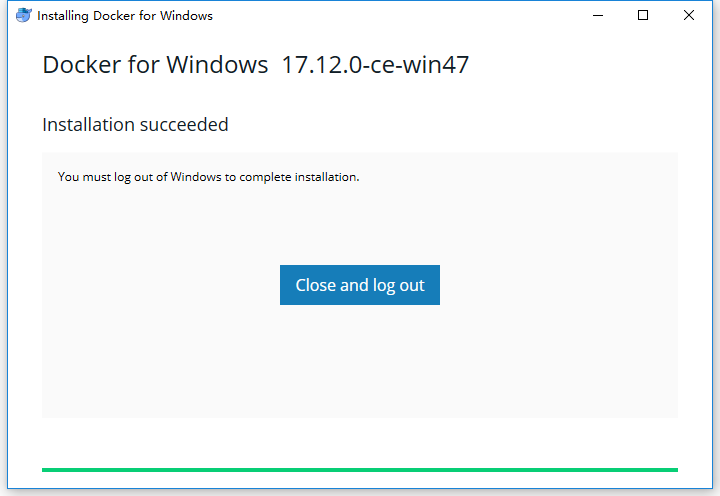 Installing Docker for Windows
Docker for Windows 17.12.0-ce-win47
Installation succeeded
You must log out of Windows to complete installation.
Close and log out